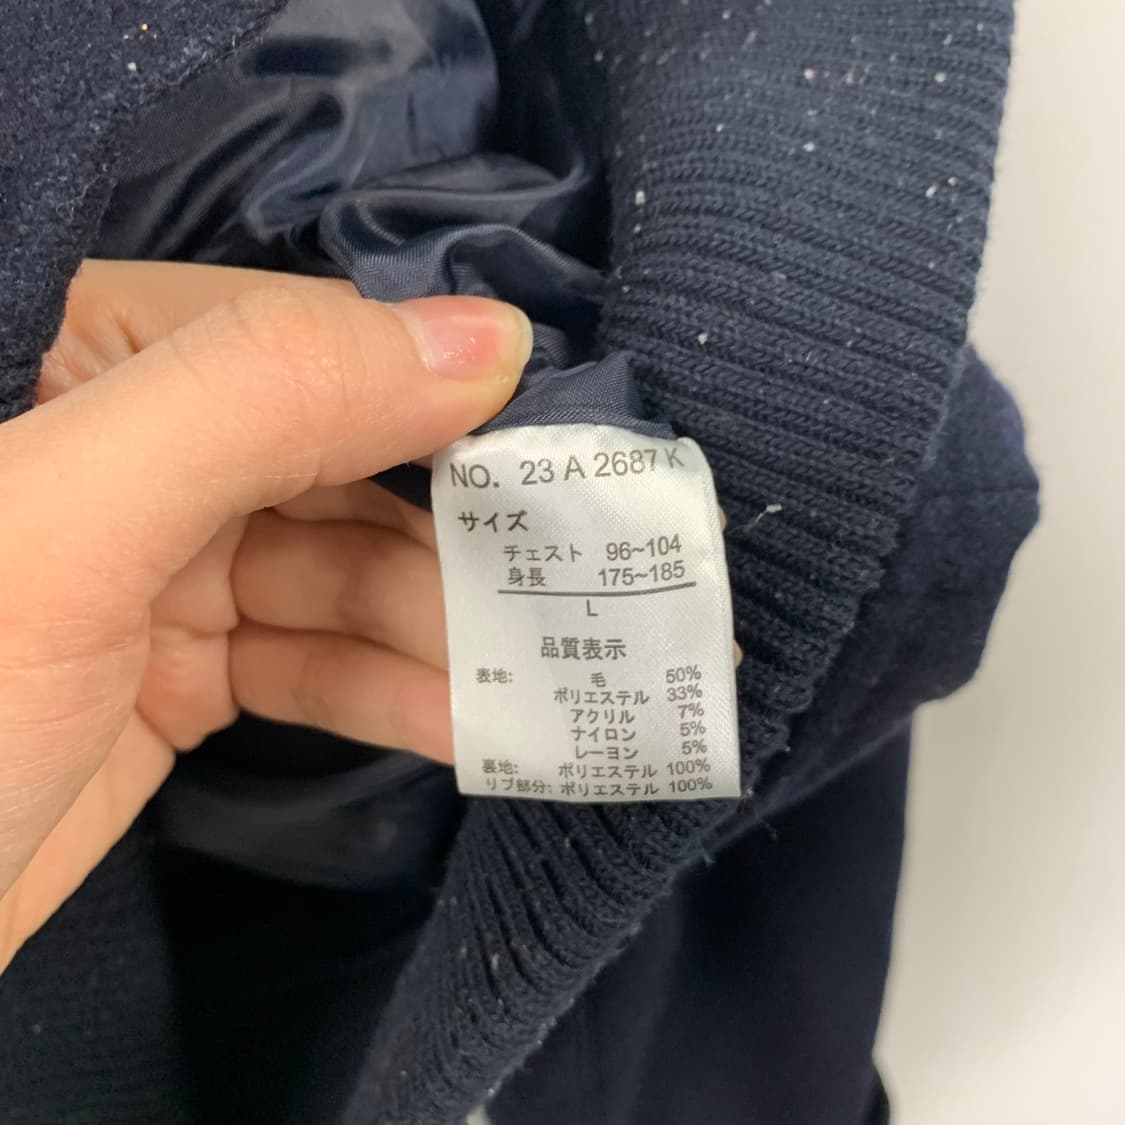 NO. 23 A 2687 K
サイズ
チェスト 96~104
身長 175~185
L
品質表示
表地: 毛 50%
ポリエステル 33%
アクリル 7%
ナイロン 5%
レーヨン 5%
裏地: ポリエステル 100%
リブ部分: ポリエステル 100%